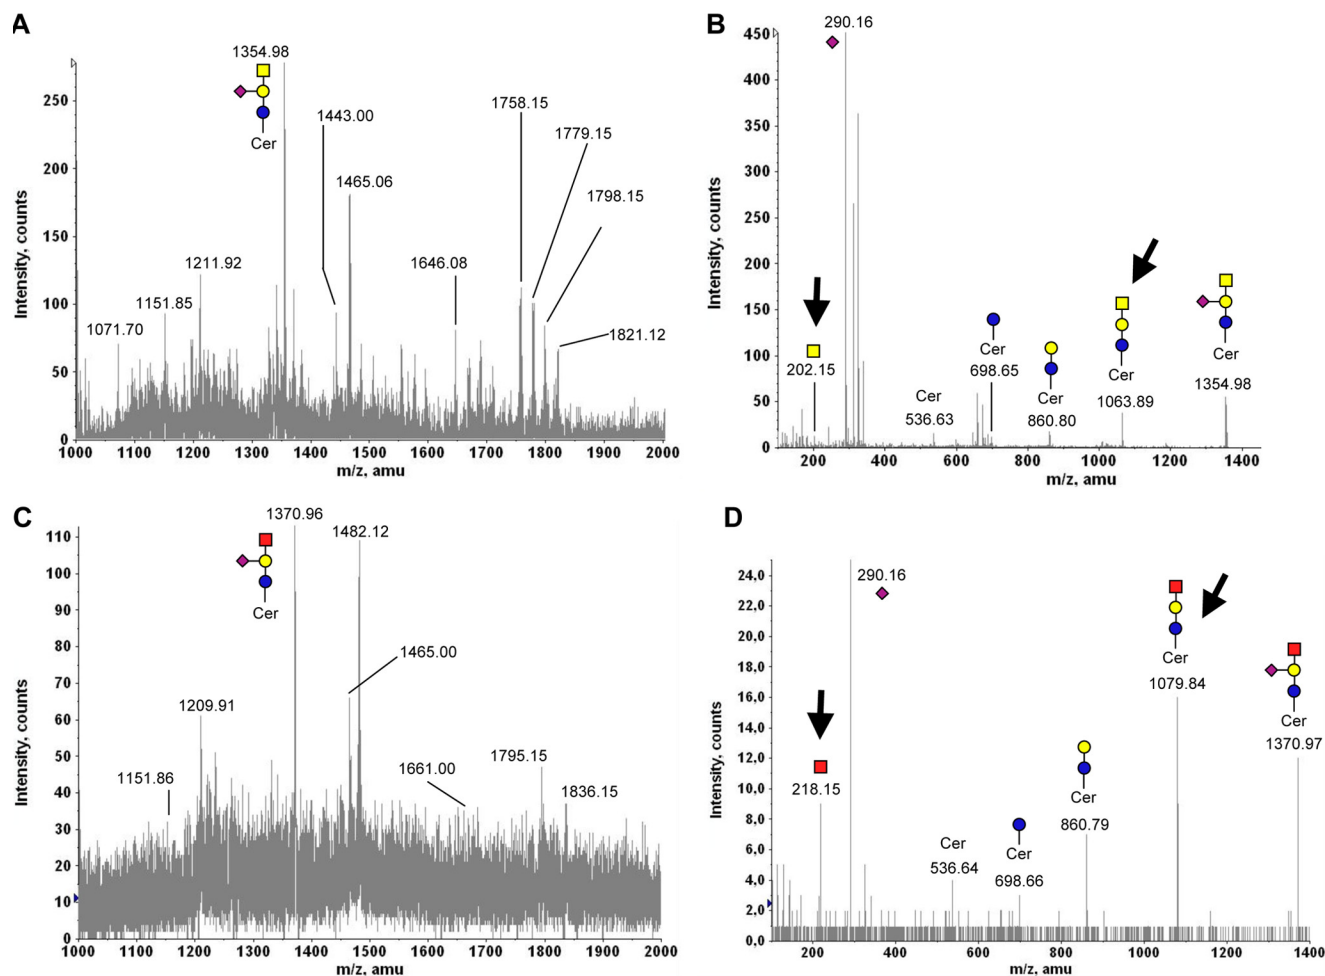 A
Intensity, counts
250
200
150
100
50
0
1354.98
Cer
1443.00
1465.06
1758.15
1779.15
1798.15
1211.92
1151.85
1071.70
1646.08
1821.12
1000 1100 1200 1300 1400 1500 1600 1700 1800 1900 2000
m/z, amu
B
Intensity, counts
450
400
350
300
250
200
150
100
50
0
290.16
202.15
Cer
536.63
Cer
698.65
Cer
860.80
Cer
1063.89
Cer
1354.98
200 400 600 800 1000 1200 1400
m/z, amu
C
Intensity, counts
110
100
90
80
70
60
50
40
30
20
10
0
1370.96
Cer
1482.12
1465.00
1209.91
1151.86
1661.00
1795.15
1836.15
1000 1100 1200 1300 1400 1500 1600 1700 1800 1900 2000
m/z, amu
D
Intensity, counts
24,0
22,0
20,0
18,0
16,0
14,0
12,0
10,0
8,0
6,0
4,0
2,0
0,0
290.16
218.15
Cer
536.64
Cer
698.66
Cer
860.79
Cer
1079.84
Cer
1370.97
200 400 600 800 1000 1200 1400
m/z, amu